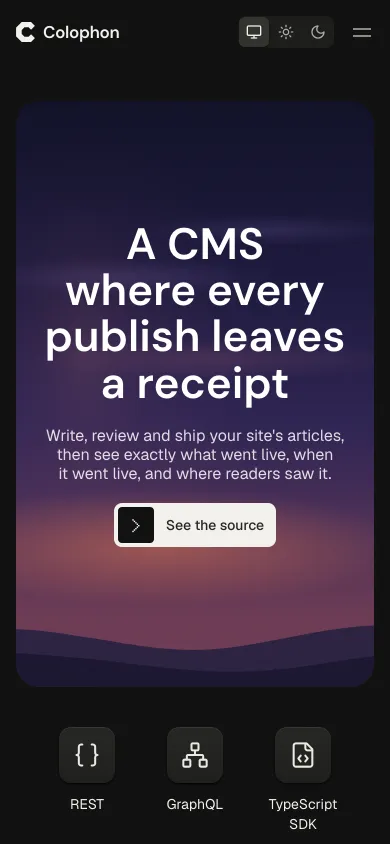 Colophon
A CMS
where every
publish leaves
a receipt
Write, review and ship your site's articles,
then see exactly what went live, when
it went live, and where readers saw it.
See the source
REST
GraphQL
TypeScript
SDK